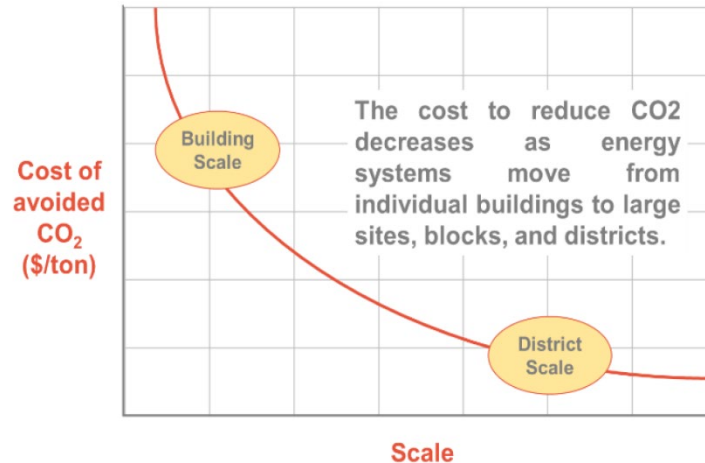 The cost to reduce CO2
decreases as energy
systems move from
individual buildings to large
sites, blocks, and districts.
Building
Scale
Cost of
avoided
CO₂
($/ton)
District
Scale
Scale